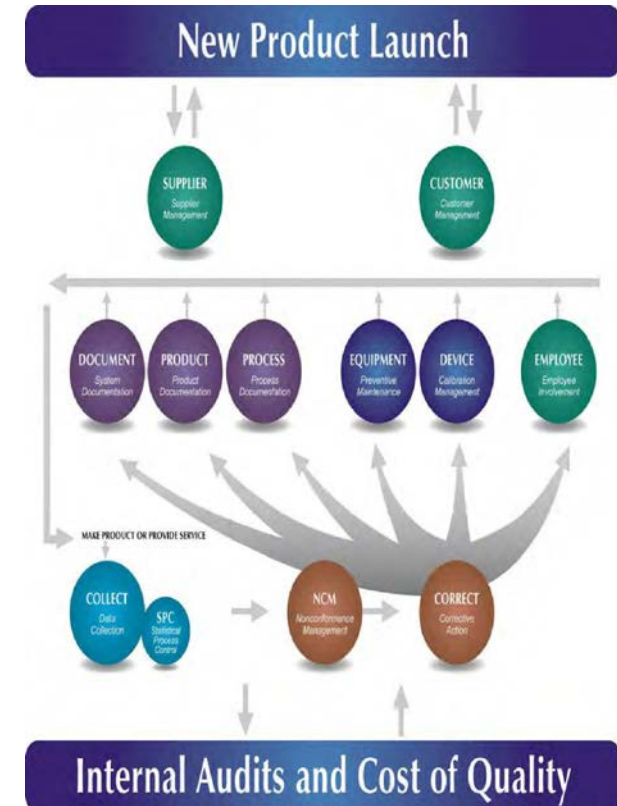 New Product Launch
SUPPLIER
Supplier
Management
CUSTOMER
Customer
Management
DOCUMENT
System
Documentation
PRODUCT
Product
Documentation
PROCESS
Process
Documentation
EQUIPMENT
Preventive
Maintenance
DEVICE
Calibration
Management
EMPLOYEE
Employee
Involvement
MAKE PRODUCT OR PROVIDE SERVICE
COLLECT
Data
Collection
SPC
Statistical
Process
Control
NCM
Nonconformance
Management
CORRECT
Corrective
Action
Internal Audits and Cost of Quality